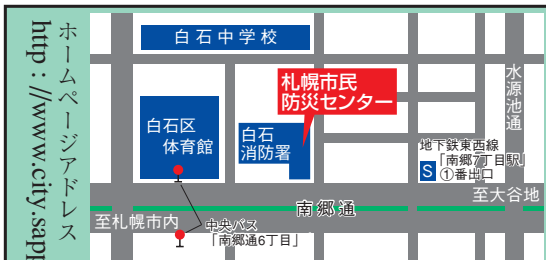 ホームページアドレス
http://www.city.sapp
白石中学校
札幌市民
防災センター
白石区
体育館
白石
消防署
水源池通
地下鉄東西線
「南郷7丁目駅」
①番出口
S
至大谷地
南郷通
至札幌市内
中央バス
「南郷通6丁目」